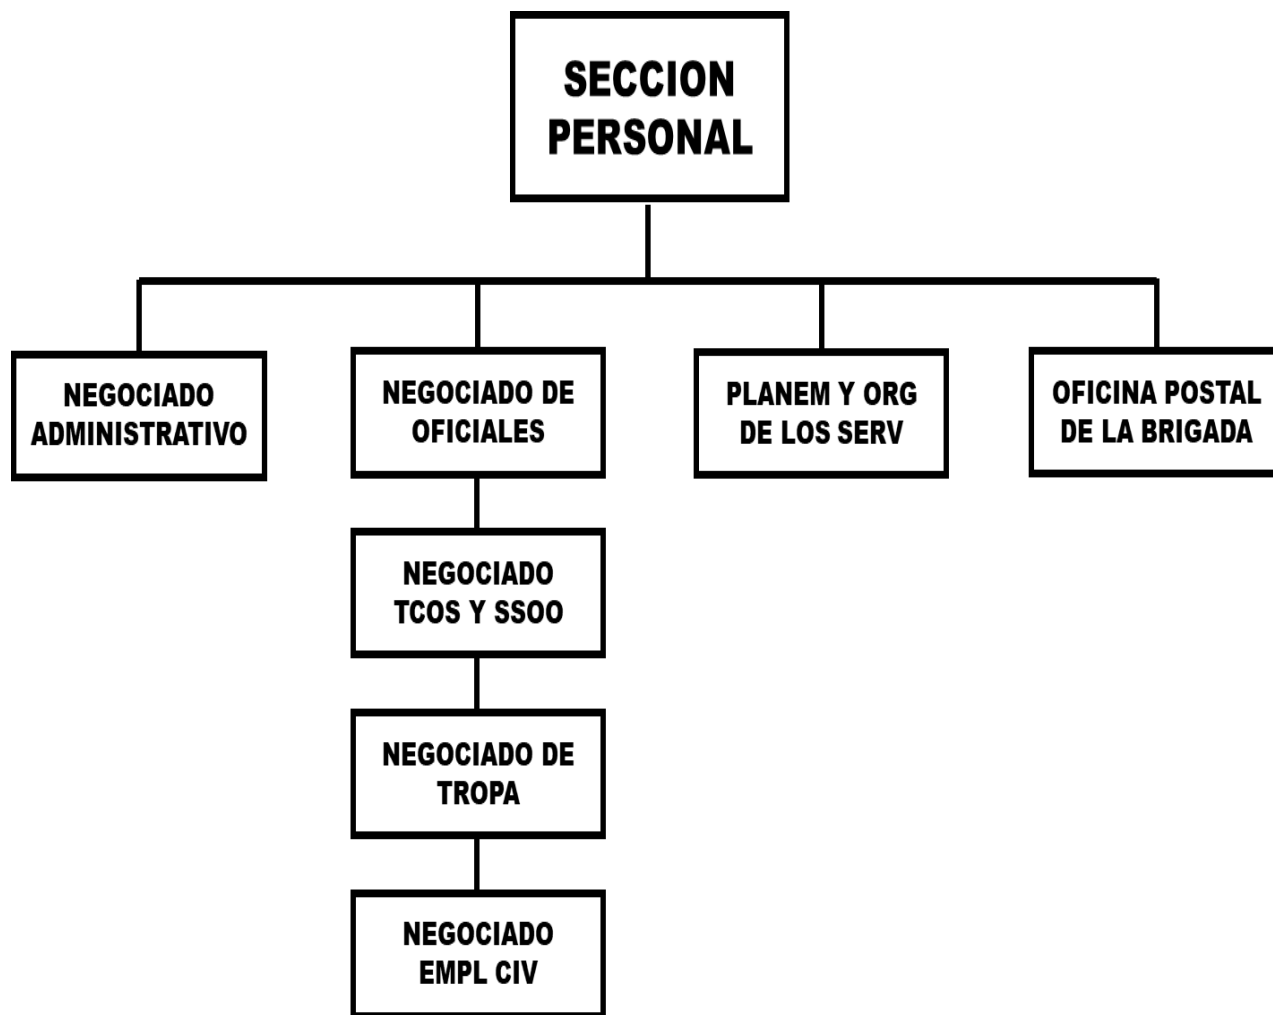 SECCION
PERSONAL
NEGOCIADO
ADMINISTRATIVO
NEGOCIADO DE
OFICIALES
PLANEM Y ORG
DE LOS SERV
OFICINA POSTAL
DE LA BRIGADA
NEGOCIADO
TCOS Y SSOO
NEGOCIADO DE
TROPA
NEGOCIADO
EMPL CIV